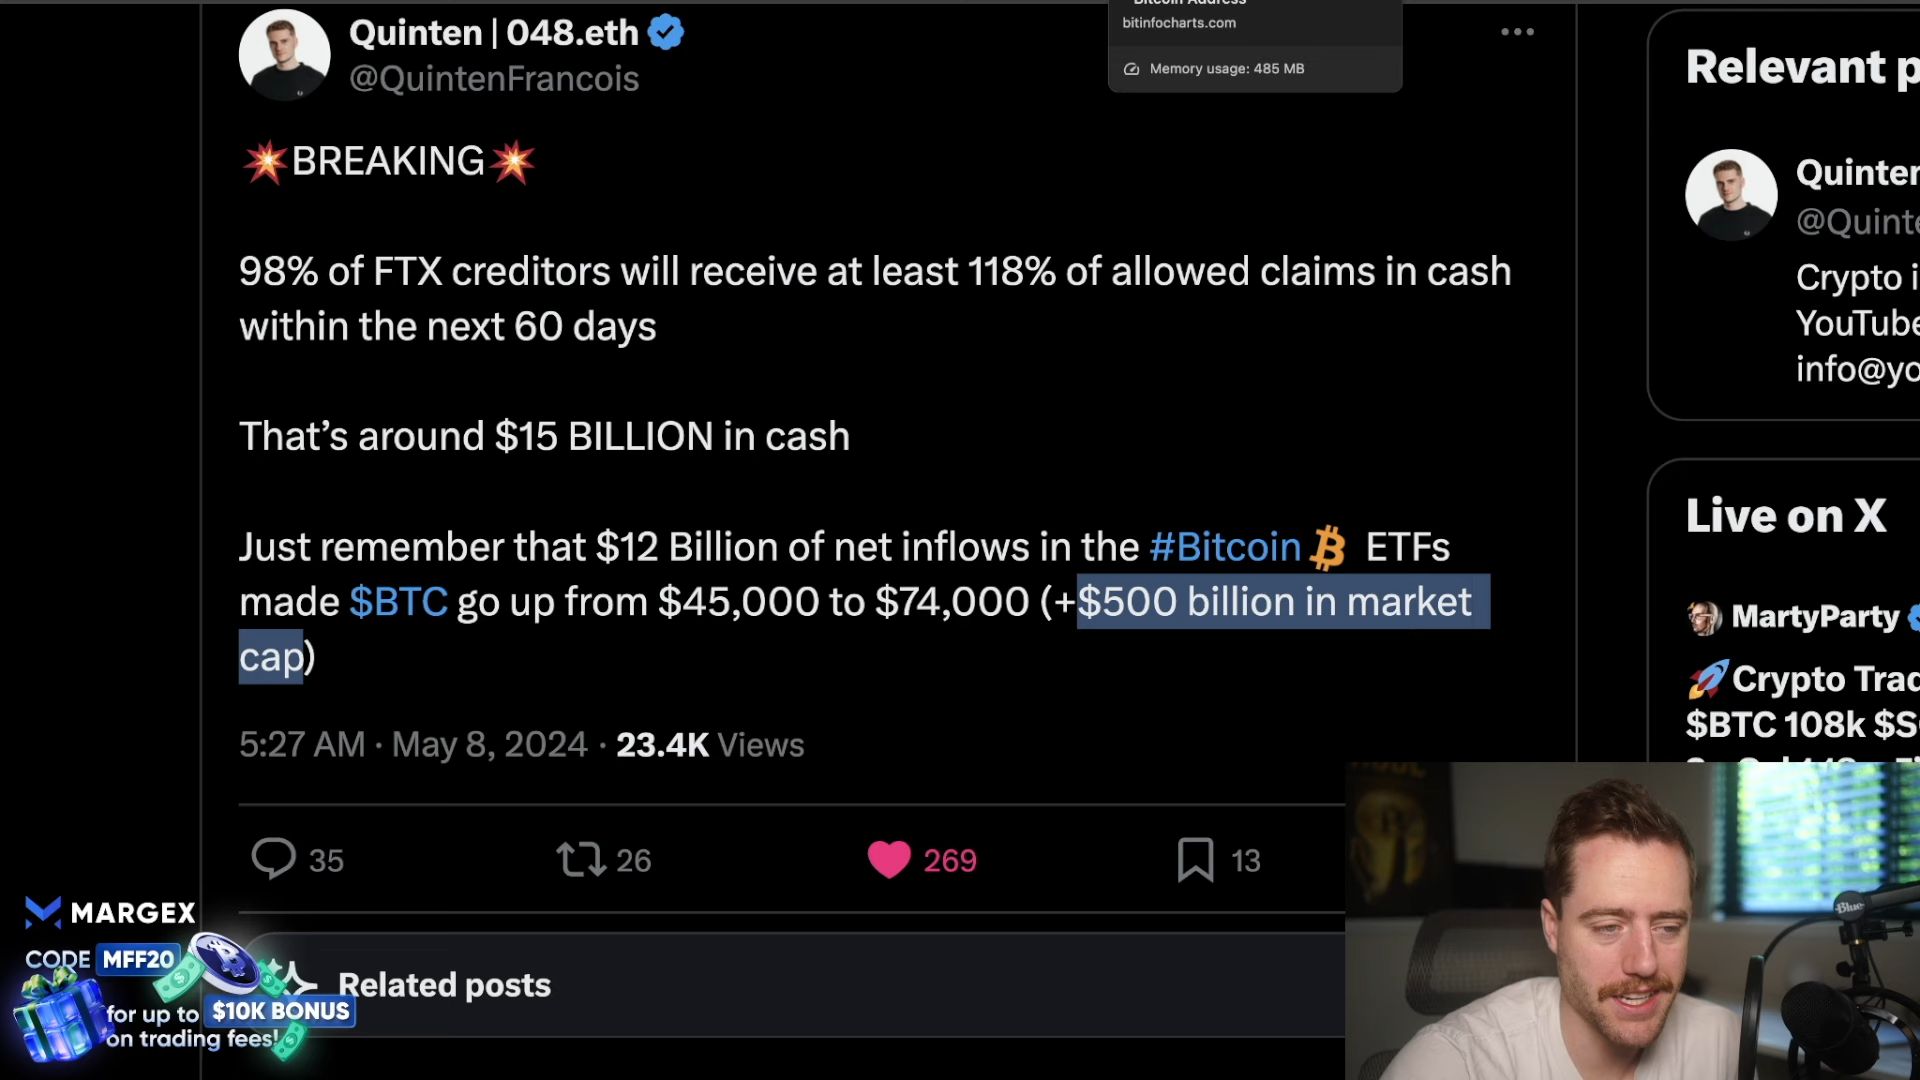 Quinten | 048.eth
@QuintenFrancois
bitinfocharts.com
Memory usage: 485 MB
💥BREAKING💥
98% of FTX creditors will receive at least 118% of allowed claims in cash
within the next 60 days
That's around $15 BILLION in cash
Just remember that $12 Billion of net inflows in the #Bitcoin ETFs
made $BTC go up from $45,000 to $74,000 (+$500 billion in market
cap)
5:27 AM · May 8, 2024 · 23.4K Views
35 26 269 13
Related posts
MARGEX
CODE MFF20
for up to $10K BONUS
on trading fees!
Relevant p
Quinten
@Quinte
Crypto i
YouTube
info@yo
Live on X
MartyParty
🚀Crypto Trad
$BTC 108k $S
Blue